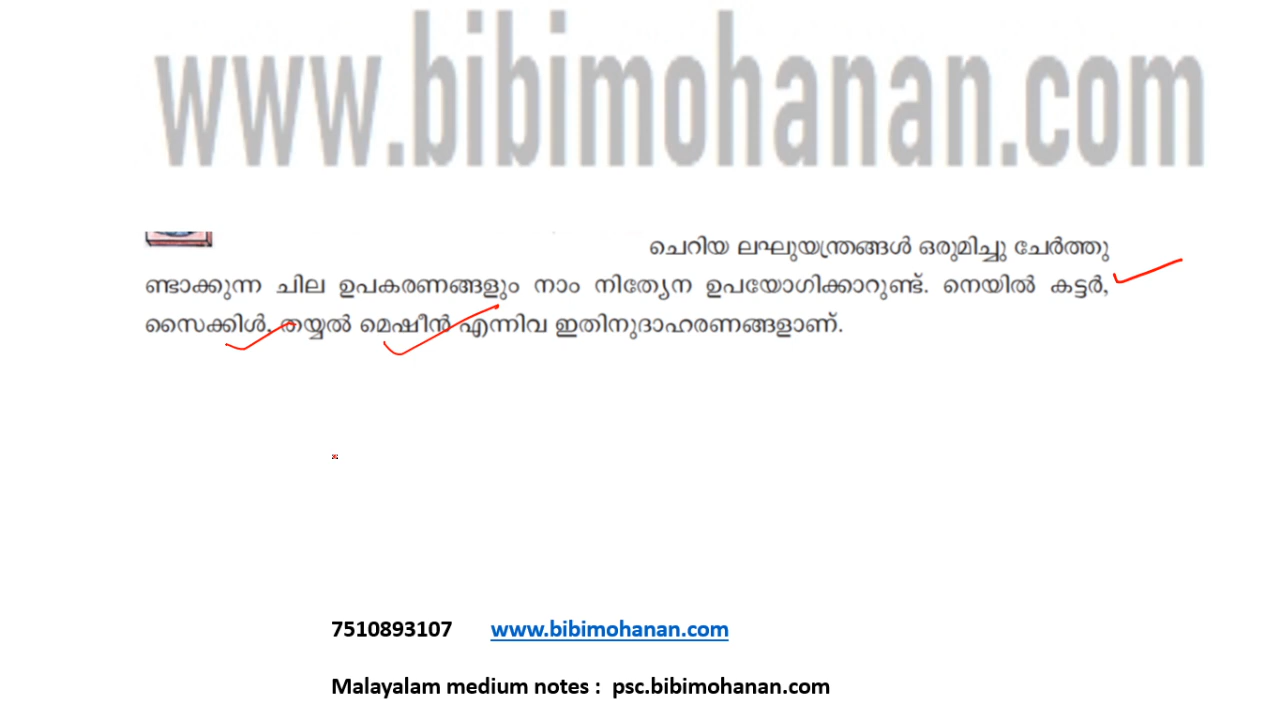 www.bibimohanan.com
ചെറിയ ലഘുയന്ത്രങ്ങൾ ഒരുമിച്ചു ചേർത്തു
ണ്ടാക്കുന്ന ചില ഉപകരണങ്ങളും നാം നിത്യേന ഉപയോഗിക്കാറുണ്ട്. നെയിൽ കട്ടർ,
സൈക്കിൾ, തയ്യൽ മെഷീൻ എന്നിവ ഇതിനുദാഹരണങ്ങളാണ്.
7510893107 www.bibimohanan.com
Malayalam medium notes : psc.bibimohanan.com